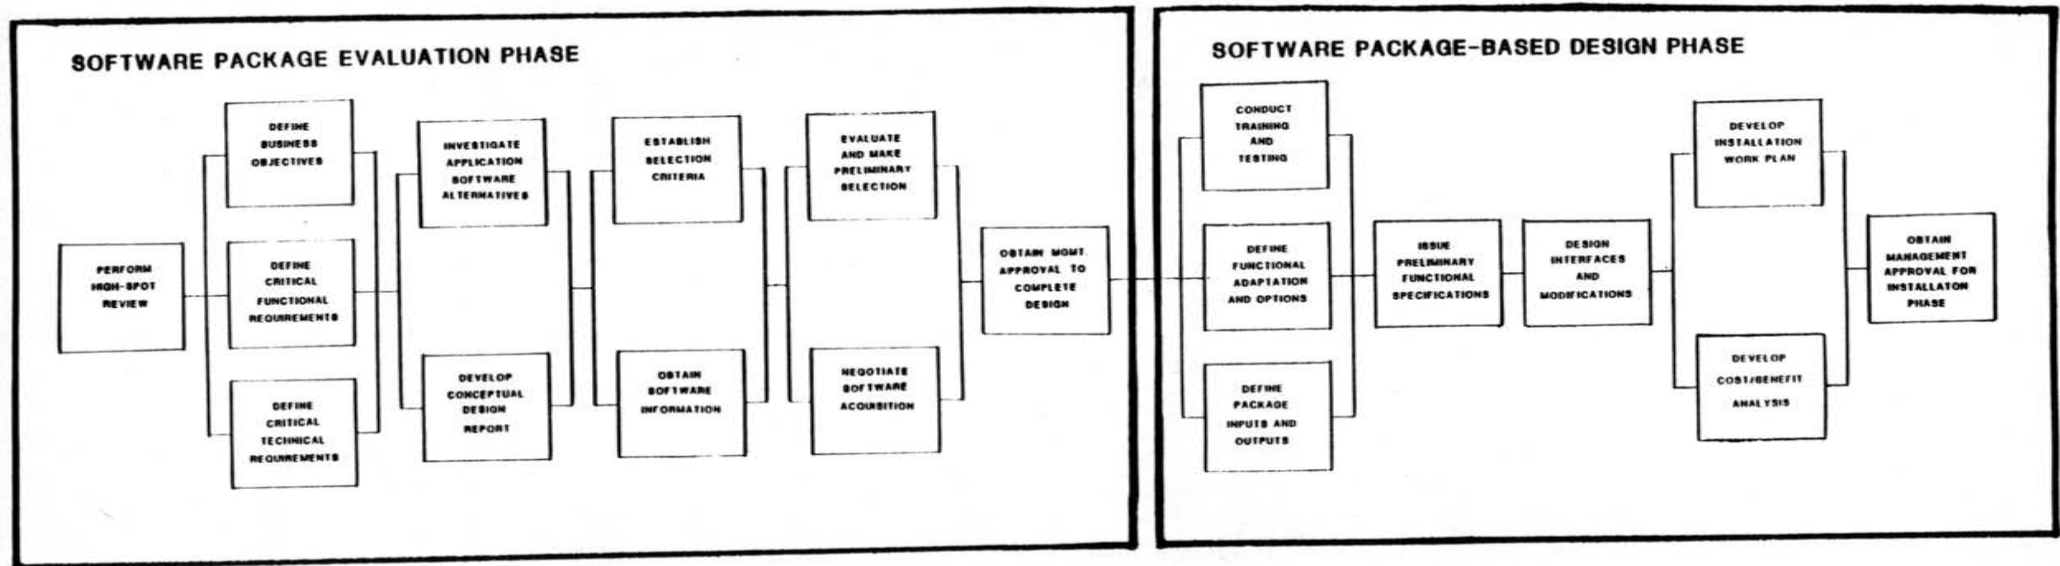 SOFTWARE PACKAGE EVALUATION PHASE
PERFORM
HIGH-SPOT
REVIEW
DEFINE
BUSINESS
OBJECTIVES
DEFINE
CRITICAL
FUNCTIONAL
REQUIREMENTS
DEFINE
CRITICAL
TECHNICAL
REQUIREMENTS
INVESTIGATE
APPLICATION
SOFTWARE
ALTERNATIVES
DEVELOP
CONCEPTUAL
DESIGN
REPORT
ESTABLISH
SELECTION
CRITERIA
OBTAIN
SOFTWARE
INFORMATION
EVALUATE
AND MAKE
PRELIMINARY
SELECTION
NEGOTIATE
SOFTWARE
ACQUISITION
OBTAIN MGMT.
APPROVAL TO
COMPLETE
DESIGN
SOFTWARE PACKAGE-BASED DESIGN PHASE
CONDUCT
TRAINING
AND
TESTING
DEFINE
FUNCTIONAL
ADAPTATION
AND OPTIONS
DEFINE
PACKAGE
INPUTS AND
OUTPUTS
ISSUE
PRELIMINARY
FUNCTIONAL
SPECIFICATIONS
DESIGN
INTERFACES
AND
MODIFICATIONS
DEVELOP
INSTALLATION
WORK PLAN
DEVELOP
COST/BENEFIT
ANALYSIS
OBTAIN
MANAGEMENT
APPROVAL FOR
INSTALLATON
PHASE